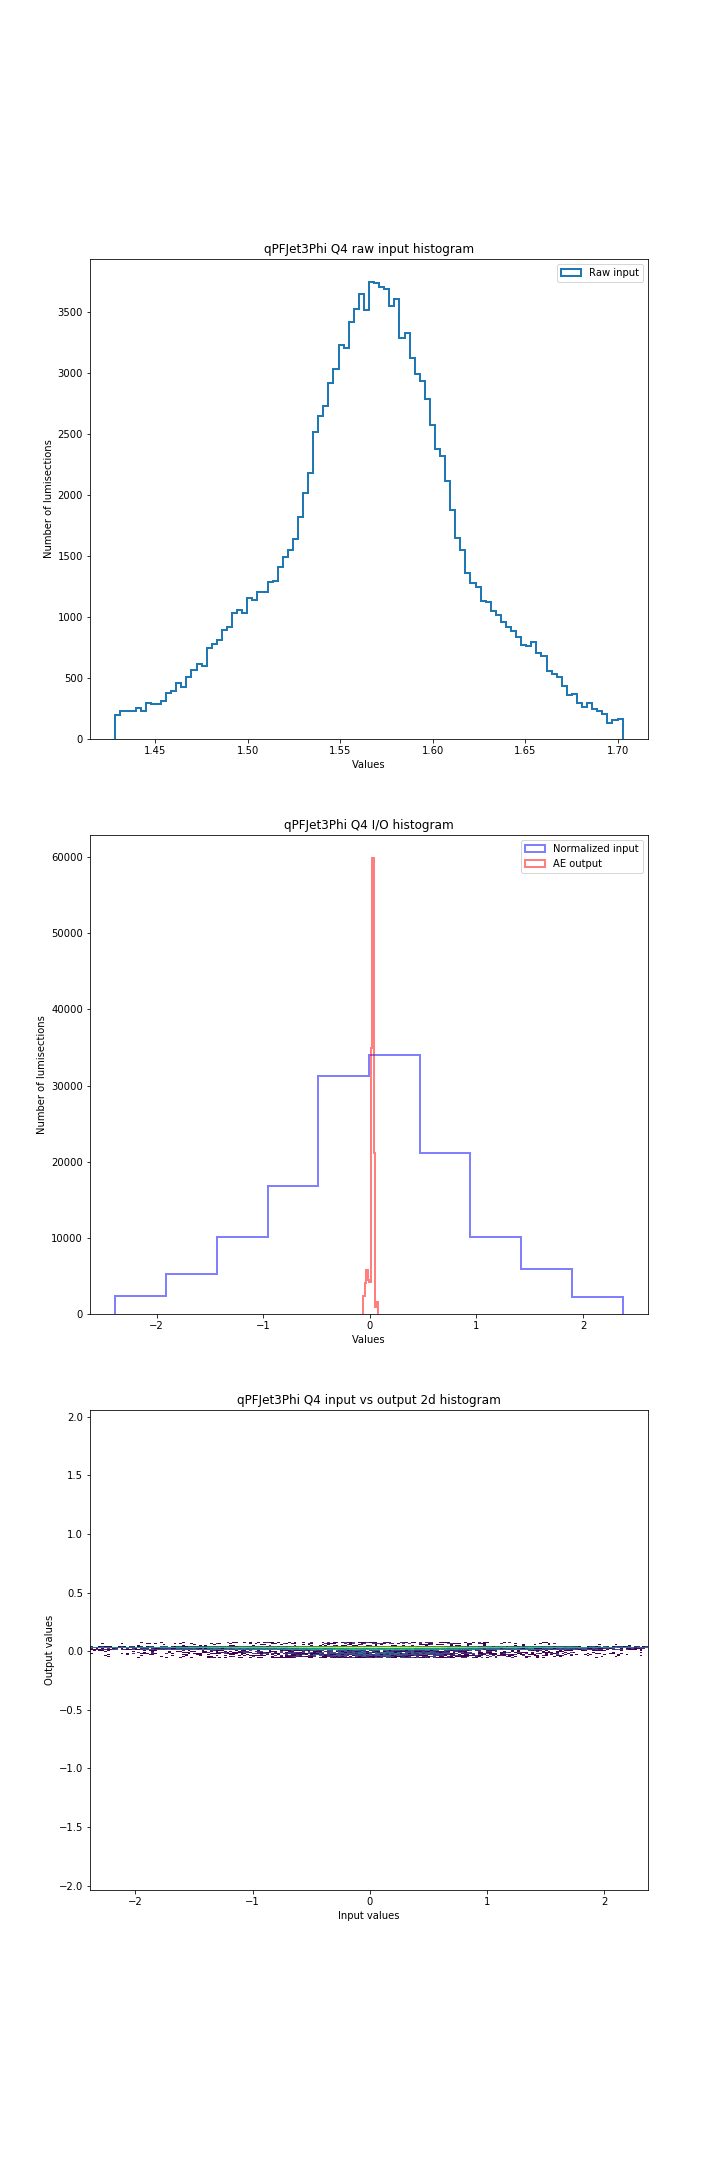 qPFJet3Phi Q4 raw input histogram
Raw input
3500
3000
2500
2000
1500
1000
500
0
Number of lumisections
1.45 1.50 1.55 1.60 1.65 1.70
Values
qPFJet3Phi Q4 I/O histogram
Normalized input
AE output
60000
50000
40000
30000
20000
10000
0
Number of lumisections
−2 −1 0 1 2
Values
qPFJet3Phi Q4 input vs output 2d histogram
2.0
1.5
1.0
0.5
0.0
−0.5
−1.0
−1.5
−2.0
Output values
−2 −1 0 1 2
Input values